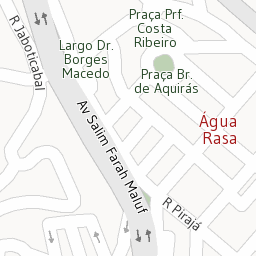 Praça Prf.
Costa
Ribeiro
Largo Dr.
Borges
Macedo
Praça Br.
de Aquirás
R Jaboticabal
Av Salim Farah Maluf
Água
Rasa
R Pirajá